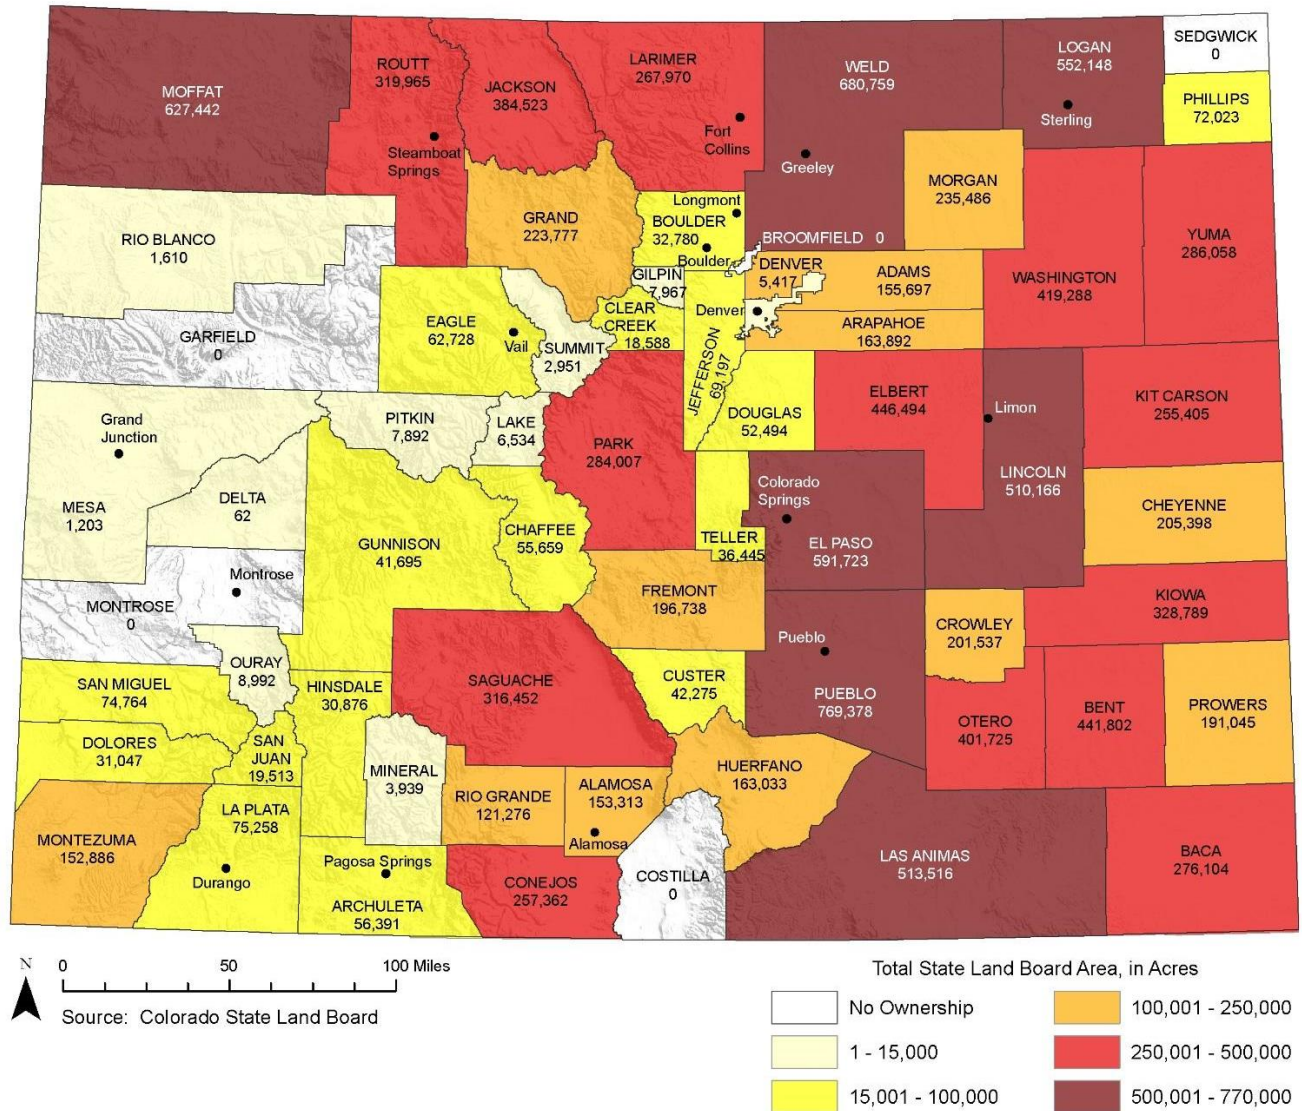 MOFFAT
627,442
ROUTT
319,965
JACKSON
384,523
LARIMER
267,970
WELD
680,759
LOGAN
552,148
SEDGWICK
0
PHILLIPS
72,023
Steamboat
Springs
Fort
Collins
Greeley
Sterling
MORGAN
235,486
YUMA
286,058
RIO BLANCO
1,610
GRAND
223,777
Longmont
BOULDER
32,780
Boulder
BROOMFIELD 0
WASHINGTON
419,288
GARFIELD
0
EAGLE
62,728
Vail
SUMMIT
2,951
GILPIN
7,967
CLEAR
CREEK
18,588
DENVER
5,417
Denver
ADAMS
155,697
ARAPAHOE
163,892
JEFFERSON
69,197
DOUGLAS
52,494
ELBERT
446,494
Limon
LINCOLN
510,166
KIT CARSON
255,405
Grand
Junction
MESA
1,203
DELTA
62
PITKIN
7,892
LAKE
6,534
PARK
284,007
CHAFFEE
55,659
GUNNISON
41,695
TELLER
36,445
Colorado
Springs
EL PASO
591,723
CHEYENNE
205,398
Montrose
MONTROSE
0
OURAY
8,992
FREMONT
196,738
KIOWA
328,789
CROWLEY
201,537
Pueblo
PUEBLO
769,378
SAN MIGUEL
74,764
HINSDALE
30,876
SAGUACHE
316,452
CUSTER
42,275
OTERO
401,725
BENT
441,802
PROWERS
191,045
DOLORES
31,047
SAN
JUAN
19,513
MINERAL
3,939
RIO GRANDE
121,276
ALAMOSA
153,313
Alamosa
HUERFANO
163,033
MONTEZUMA
152,886
LA PLATA
75,258
Durango
Pagosa Springs
ARCHULETA
56,391
CONEJOS
257,362
COSTILLA
0
LAS ANIMAS
513,516
BACA
276,104
N
0 50 100 Miles
Source: Colorado State Land Board
Total State Land Board Area, in Acres
No Ownership
1 - 15,000
15,001 - 100,000
100,001 - 250,000
250,001 - 500,000
500,001 - 770,000